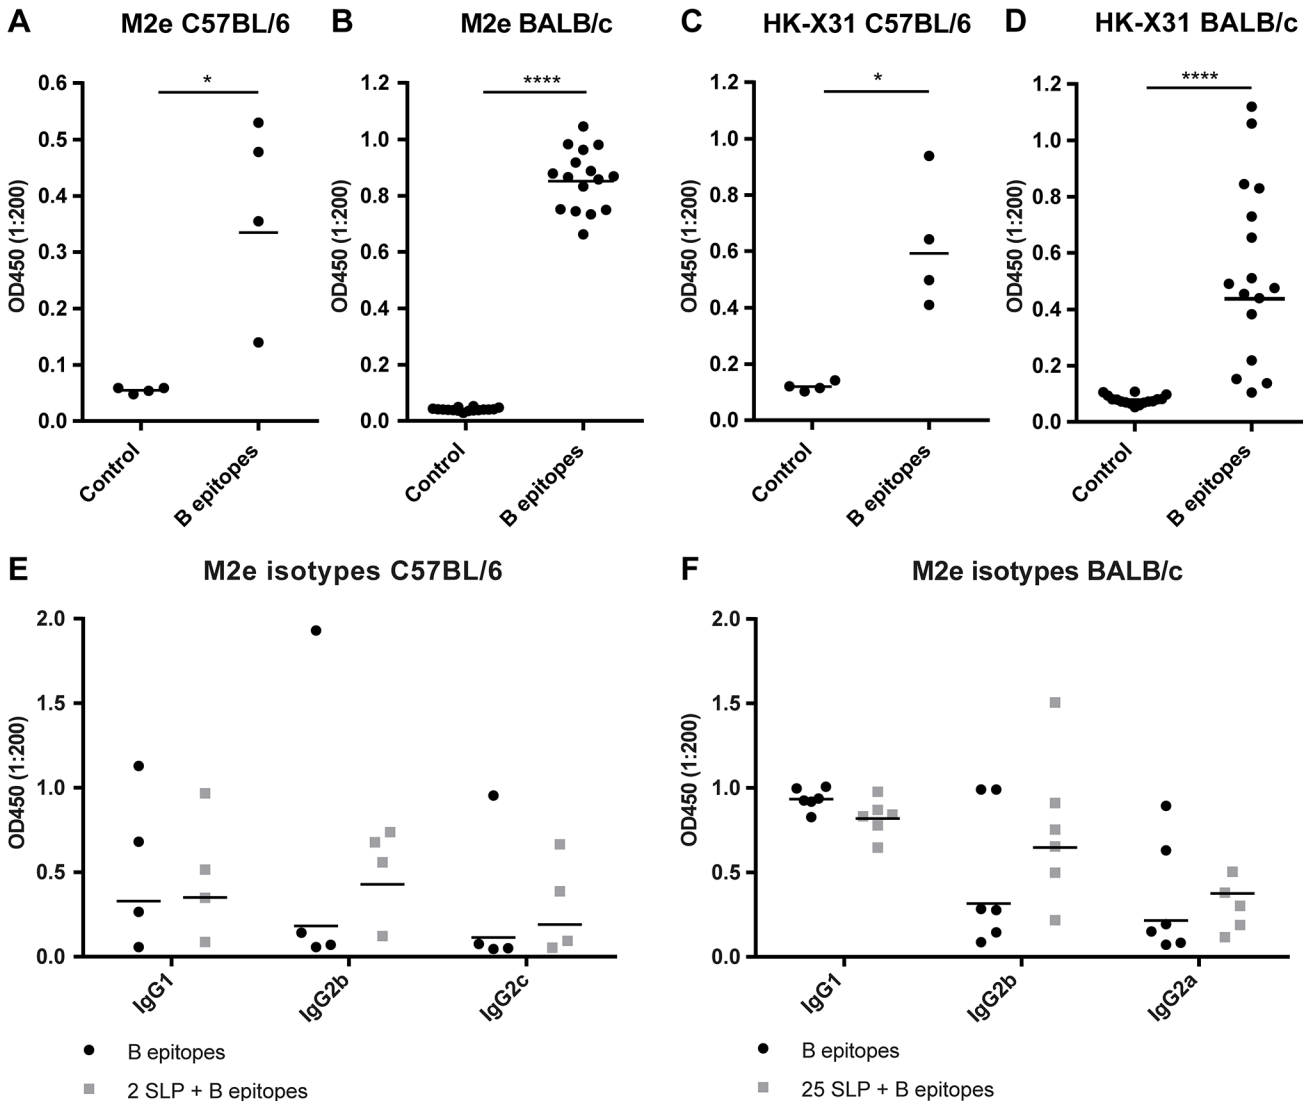 A M2e C57BL/6
B M2e BALB/c
C HK-X31 C57BL/6
D HK-X31 BALB/c
OD450 (1:200)
0.6
0.5
0.4
0.3
0.2
0.1
0.0
*
Control
B epitopes
OD450 (1:200)
1.2
1.0
0.8
0.6
0.4
0.2
0.0
****
Control
B epitopes
OD450 (1:200)
1.2
1.0
0.8
0.6
0.4
0.2
0.0
*
Control
B epitopes
OD450 (1:200)
1.2
1.0
0.8
0.6
0.4
0.2
0.0
****
Control
B epitopes
E M2e isotypes C57BL/6
OD450 (1:200)
2.0
1.5
1.0
0.5
0.0
IgG1
IgG2b
IgG2c
B epitopes
2 SLP + B epitopes
F M2e isotypes BALB/c
OD450 (1:200)
2.0
1.5
1.0
0.5
0.0
IgG1
IgG2b
IgG2a
B epitopes
25 SLP + B epitopes